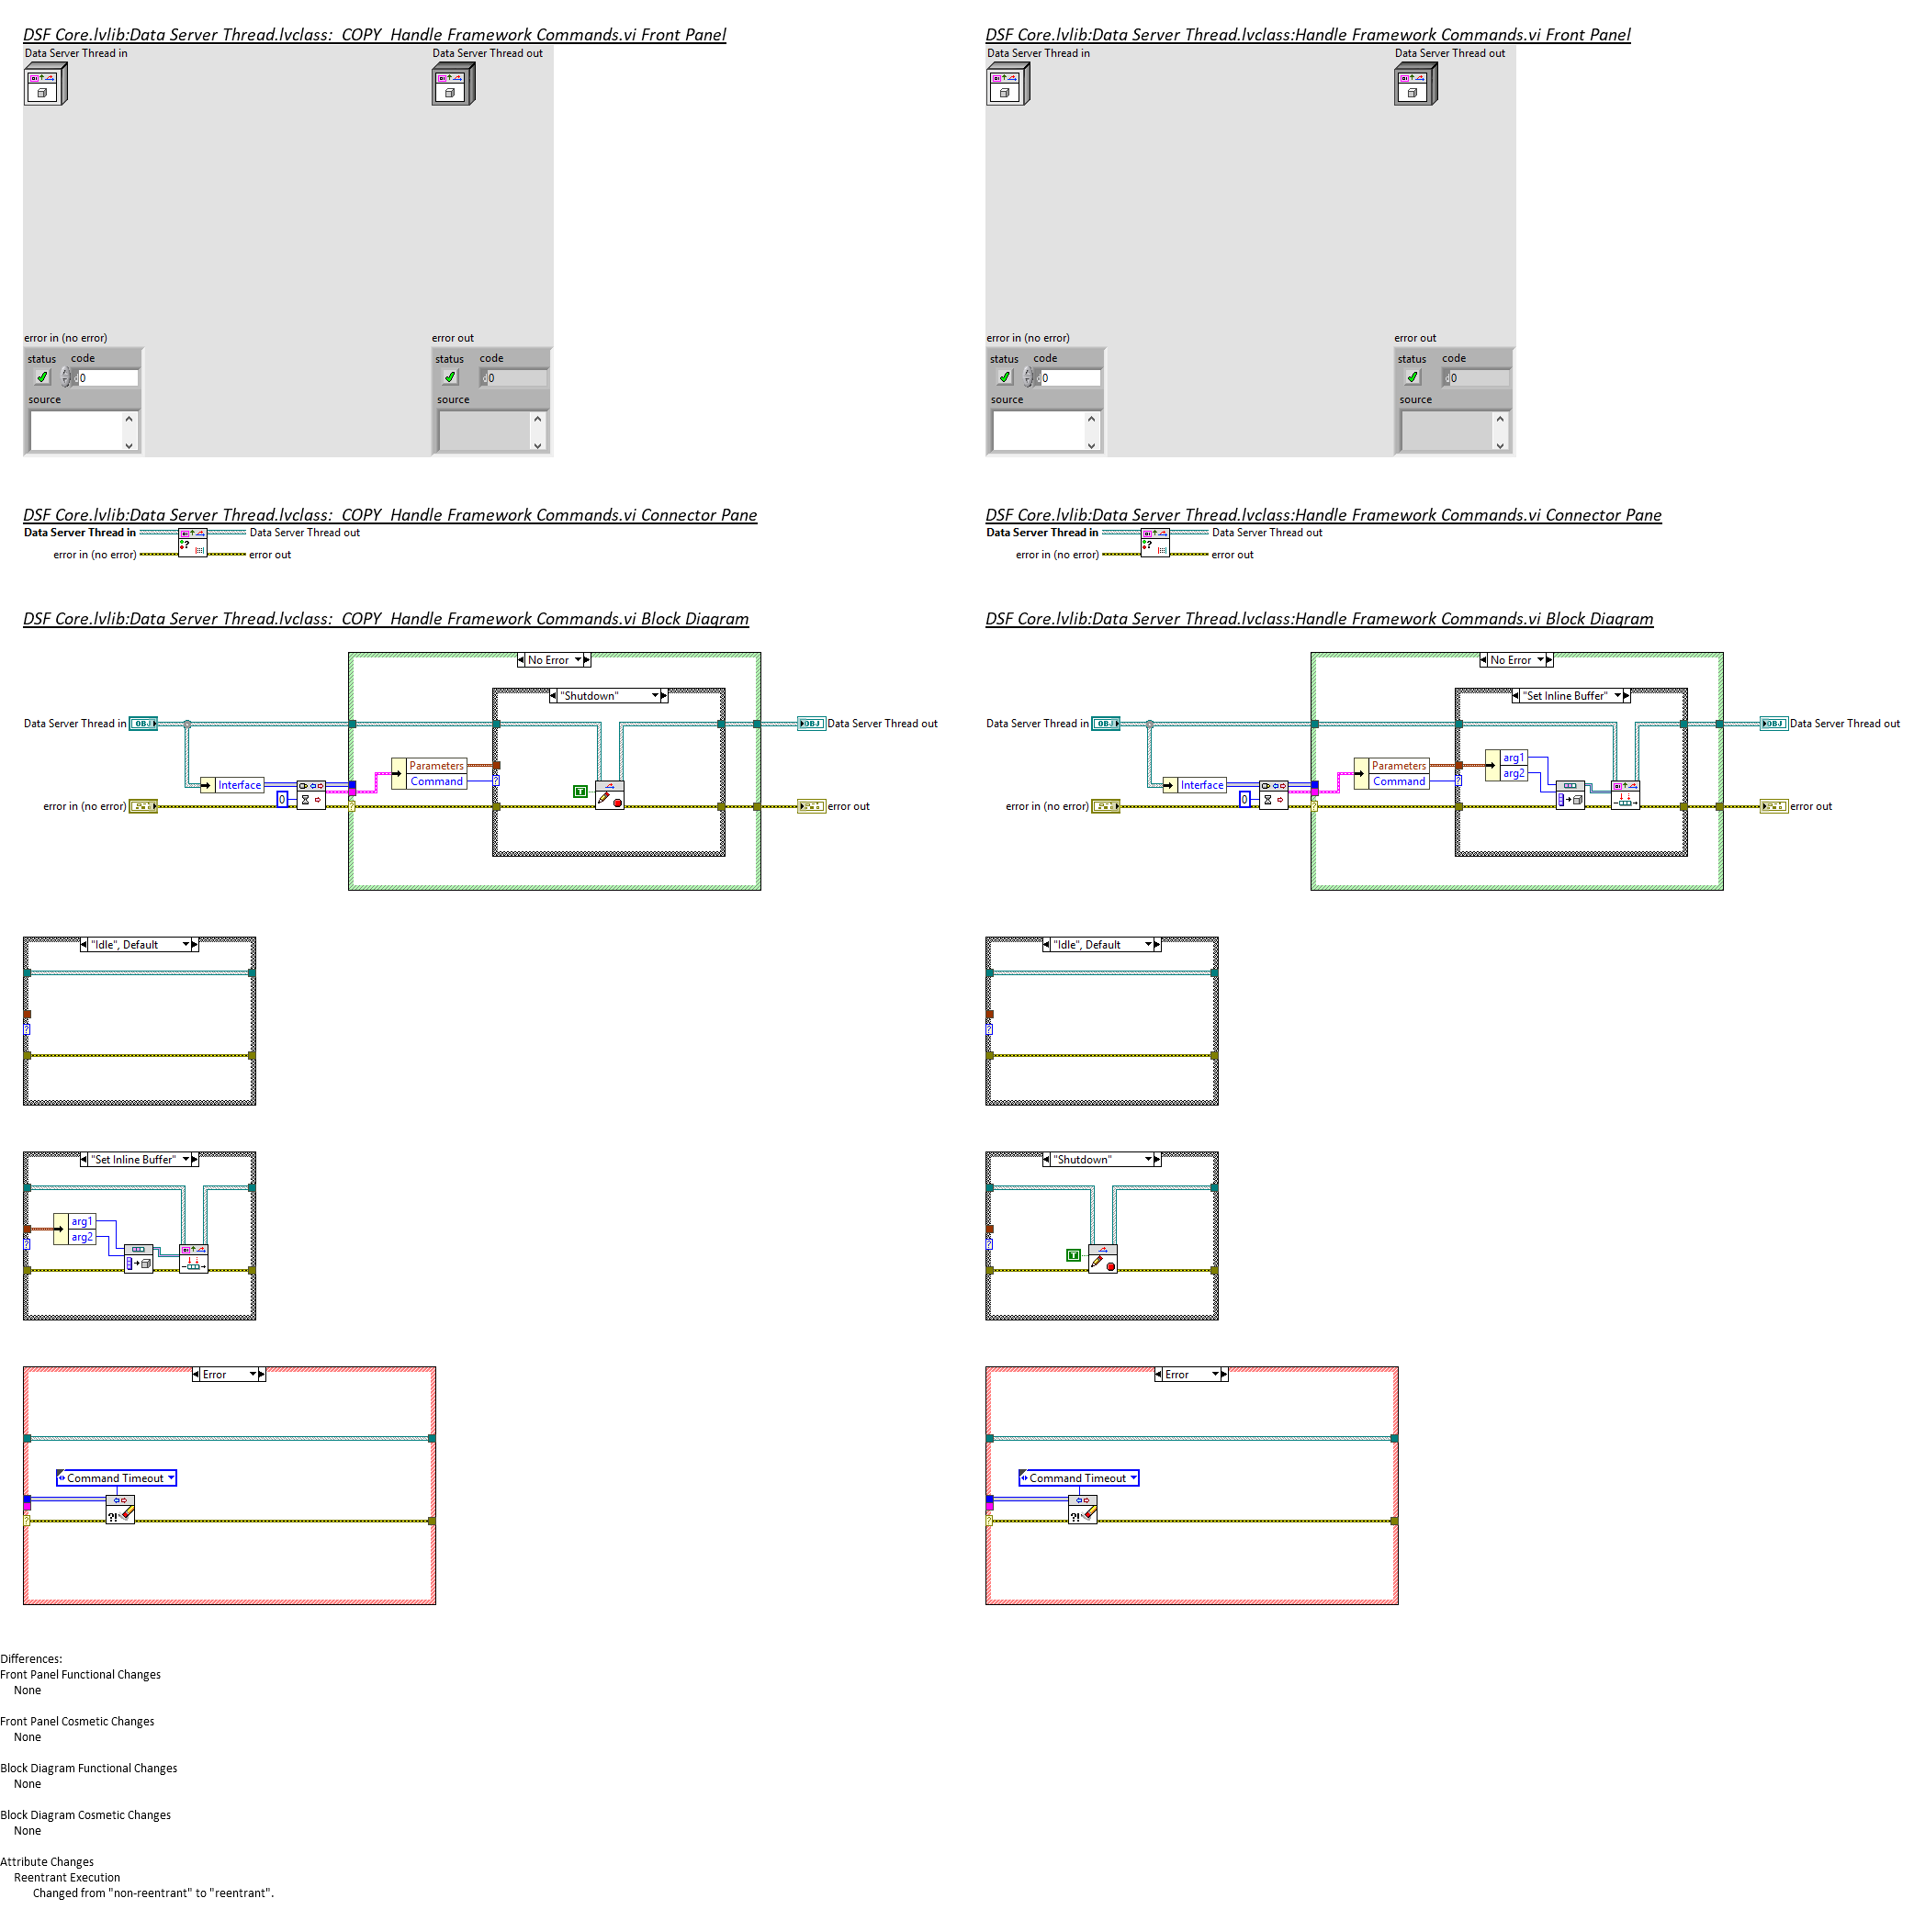 DSF Core.lvlib:Data Server Thread.lvclass:  COPY  Handle Framework Commands.vi Front Panel
Data Server Thread in
Data Server Thread out
error in (no error)
error out
status code
0
source
status code
0
source
DSF Core.lvlib:Data Server Thread.lvclass:Handle Framework Commands.vi Front Panel
Data Server Thread in
Data Server Thread out
error in (no error)
error out
status code
0
source
status code
0
source
DSF Core.lvlib:Data Server Thread.lvclass:  COPY  Handle Framework Commands.vi Connector Pane
Data Server Thread in
Data Server Thread out
error in (no error)
error out
?
DSF Core.lvlib:Data Server Thread.lvclass:Handle Framework Commands.vi Connector Pane
Data Server Thread in
Data Server Thread out
error in (no error)
error out
?
DSF Core.lvlib:Data Server Thread.lvclass:  COPY  Handle Framework Commands.vi Block Diagram
No Error
"Shutdown"
Data Server Thread in
OBJ
OBJ
Data Server Thread out
Parameters
Command
?
Interface
0
T
error in (no error)
?
error out
DSF Core.lvlib:Data Server Thread.lvclass:Handle Framework Commands.vi Block Diagram
No Error
"Set Inline Buffer"
Data Server Thread in
OBJ
OBJ
Data Server Thread out
Parameters
Command
?
arg1
arg2
Interface
0
error in (no error)
?
error out
"Idle", Default
?
"Idle", Default
?
"Set Inline Buffer"
arg1
arg2
?
"Shutdown"
?
T
Error
Command Timeout
?!
?
Error
Command Timeout
?!
?
Differences:
Front Panel Functional Changes
None
Front Panel Cosmetic Changes
None
Block Diagram Functional Changes
None
Block Diagram Cosmetic Changes
None
Attribute Changes
Reentrant Execution
Changed from "non-reentrant" to "reentrant".